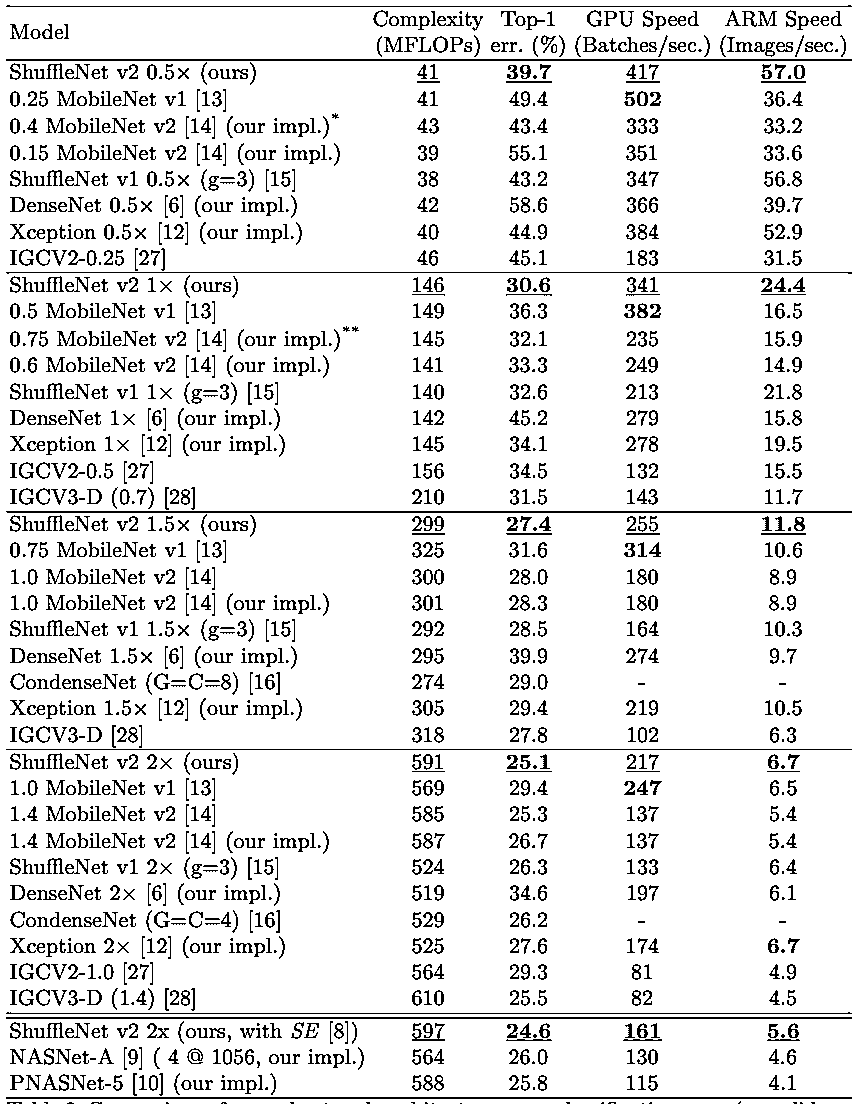 Model Complexity (MFLOPs) Top-1 err. (%) GPU Speed (Batches/sec.) ARM Speed (Images/sec.)
ShuffleNet v2 0.5× (ours) 41 39.7 417 57.0
0.25 MobileNet v1 [13] 41 49.4 502 36.4
0.4 MobileNet v2 [14] (our impl.)* 43 43.4 333 33.2
0.15 MobileNet v2 [14] (our impl.) 39 55.1 351 33.6
ShuffleNet v1 0.5× (g=3) [15] 38 43.2 347 56.8
DenseNet 0.5× [6] (our impl.) 42 58.6 366 39.7
Xception 0.5× [12] (our impl.) 40 44.9 384 52.9
IGCV2-0.25 [27] 46 45.1 183 31.5
ShuffleNet v2 1× (ours) 146 30.6 341 24.4
0.5 MobileNet v1 [13] 149 36.3 382 16.5
0.75 MobileNet v2 [14] (our impl.)** 145 32.1 235 15.9
0.6 MobileNet v2 [14] (our impl.) 141 33.3 249 14.9
ShuffleNet v1 1× (g=3) [15] 140 32.6 213 21.8
DenseNet 1× [6] (our impl.) 142 45.2 279 15.8
Xception 1× [12] (our impl.) 145 34.1 278 19.5
IGCV2-0.5 [27] 156 34.5 132 15.5
IGCV3-D (0.7) [28] 210 31.5 143 11.7
ShuffleNet v2 1.5× (ours) 299 27.4 255 11.8
0.75 MobileNet v1 [13] 325 31.6 314 10.6
1.0 MobileNet v2 [14] 300 28.0 180 8.9
1.0 MobileNet v2 [14] (our impl.) 301 28.3 180 8.9
ShuffleNet v1 1.5× (g=3) [15] 292 28.5 164 10.3
DenseNet 1.5× [6] (our impl.) 295 39.9 274 9.7
CondenseNet (G=C=8) [16] 274 29.0 - -
Xception 1.5× [12] (our impl.) 305 29.4 219 10.5
IGCV3-D [28] 318 27.8 102 6.3
ShuffleNet v2 2× (ours) 591 25.1 217 6.7
1.0 MobileNet v1 [13] 569 29.4 247 6.5
1.4 MobileNet v2 [14] 585 25.3 137 5.4
1.4 MobileNet v2 [14] (our impl.) 587 26.7 137 5.4
ShuffleNet v1 2× (g=3) [15] 524 26.3 133 6.4
DenseNet 2× [6] (our impl.) 519 34.6 197 6.1
CondenseNet (G=C=4) [16] 529 26.2 - -
Xception 2× [12] (our impl.) 525 27.6 174 6.7
IGCV2-1.0 [27] 564 29.3 81 4.9
IGCV3-D (1.4) [28] 610 25.5 82 4.5
ShuffleNet v2 2x (ours, with SE [8]) 597 24.6 161 5.6
NASNet-A [9] ( 4 @ 1056, our impl.) 564 26.0 130 4.6
PNASNet-5 [10] (our impl.) 588 25.8 115 4.1